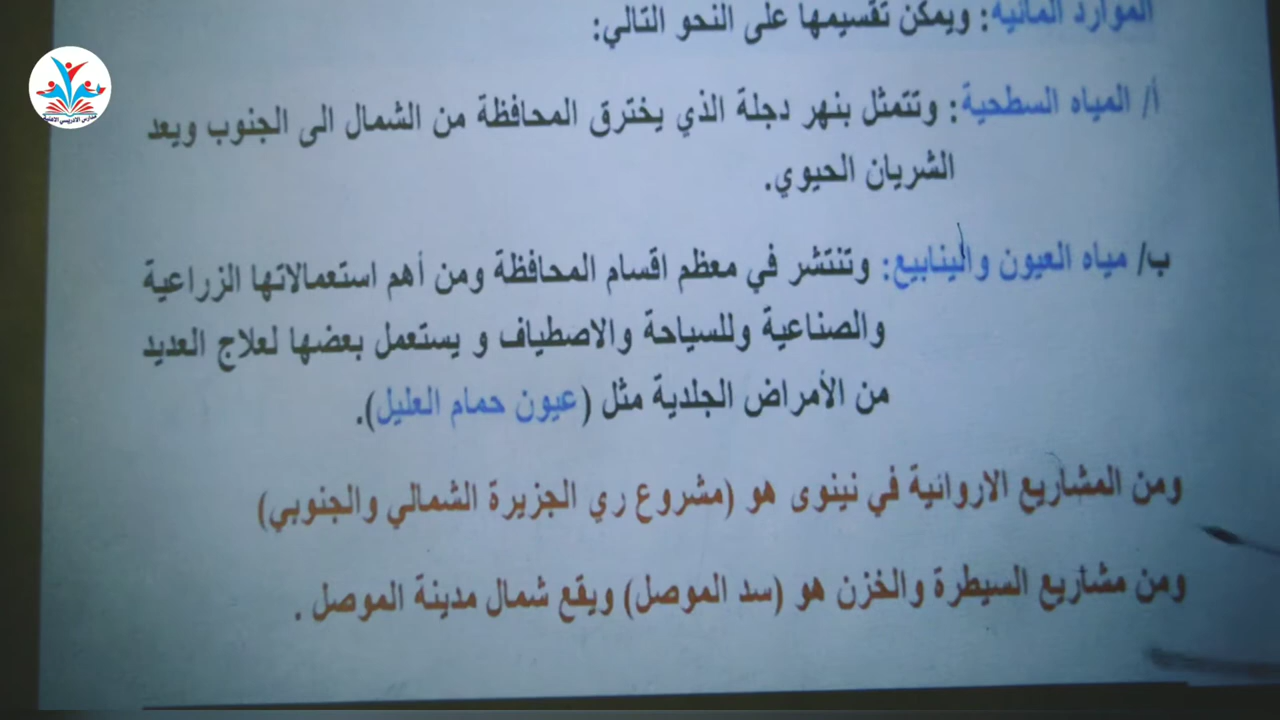 الموارد المائية: ويمكن تقسيمها على النحو التالي:
أ/ المياه السطحية: وتتمثل بنهر دجلة الذي يخترق المحافظة من الشمال الى الجنوب ويعد
الشريان الحيوي.
ب/ مياه العيون والينابيع: وتنتشر في معظم اقسام المحافظة ومن أهم استعمالاتها الزراعية
والصناعية وللسياحة والاصطياف و يستعمل بعضها لعلاج العديد
من الأمراض الجلدية مثل (عيون حمام العليل).
ومن المشاريع الاروائية في نينوى هو (مشروع ري الجزيرة الشمالي والجنوبي)
ومن مشاريع السيطرة والخزن هو (سد الموصل) ويقع شمال مدينة الموصل .